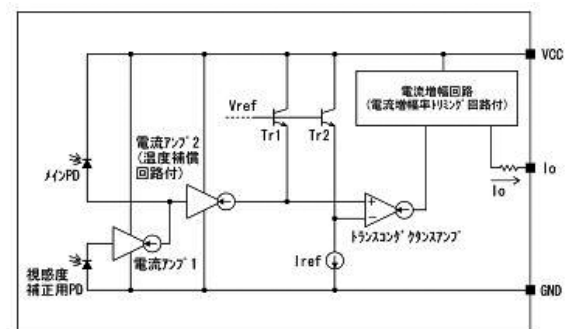 VCC
電流増幅回路
(電流増幅率トリミング回路付)
Vref
Tr1
Tr2
電流アンプ2
(温度補償
回路付)
メインPD
Io
Io
トランスコンダクタンスアンプ
電流アンプ1
Iref
視感度
補正用PD
GND